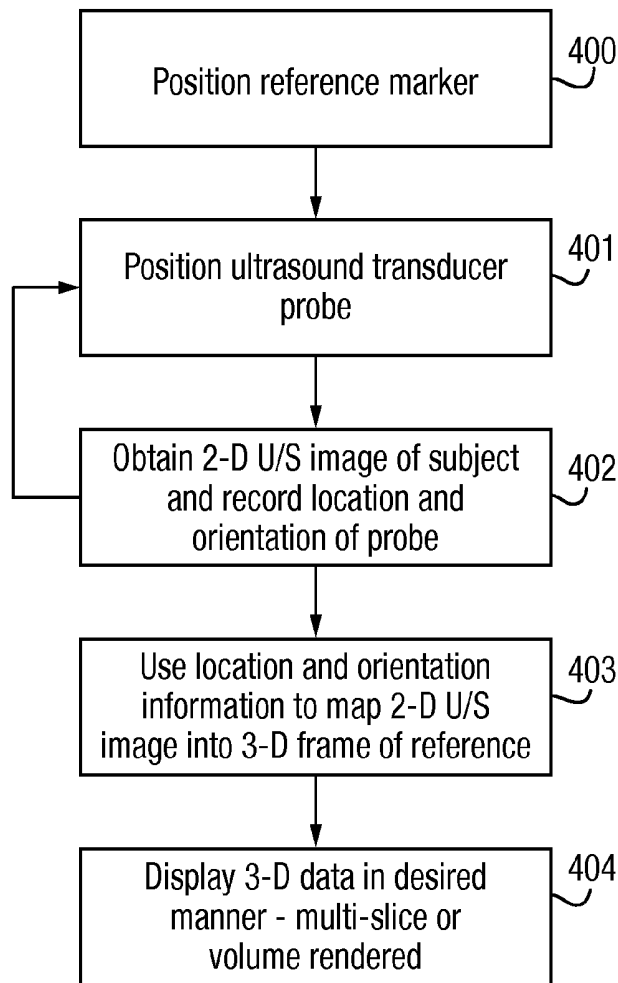 Position reference marker
400
Position ultrasound transducer
probe
401
Obtain 2-D U/S image of subject
and record location and
orientation of probe
402
Use location and orientation
information to map 2-D U/S
image into 3-D frame of reference
403
Display 3-D data in desired
manner - multi-slice or
volume rendered
404